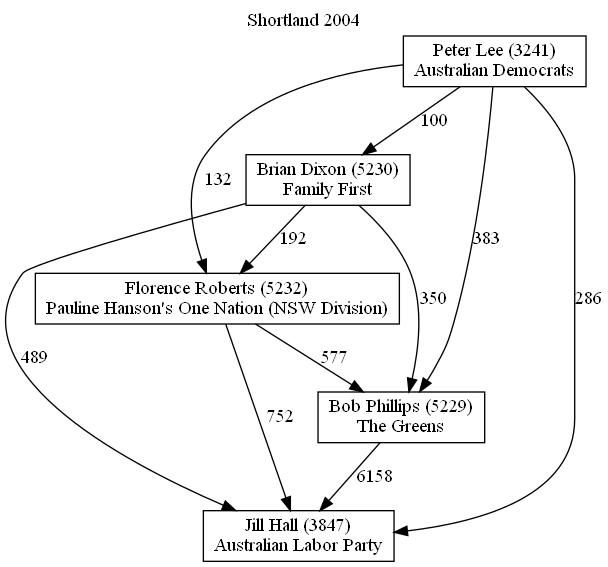 Shortland 2004
Peter Lee (3241)
Australian Democrats
100
Brian Dixon (5230)
Family First
132
192
383
350
286
Florence Roberts (5232)
Pauline Hanson's One Nation (NSW Division)
489
577
752
Bob Phillips (5229)
The Greens
6158
Jill Hall (3847)
Australian Labor Party